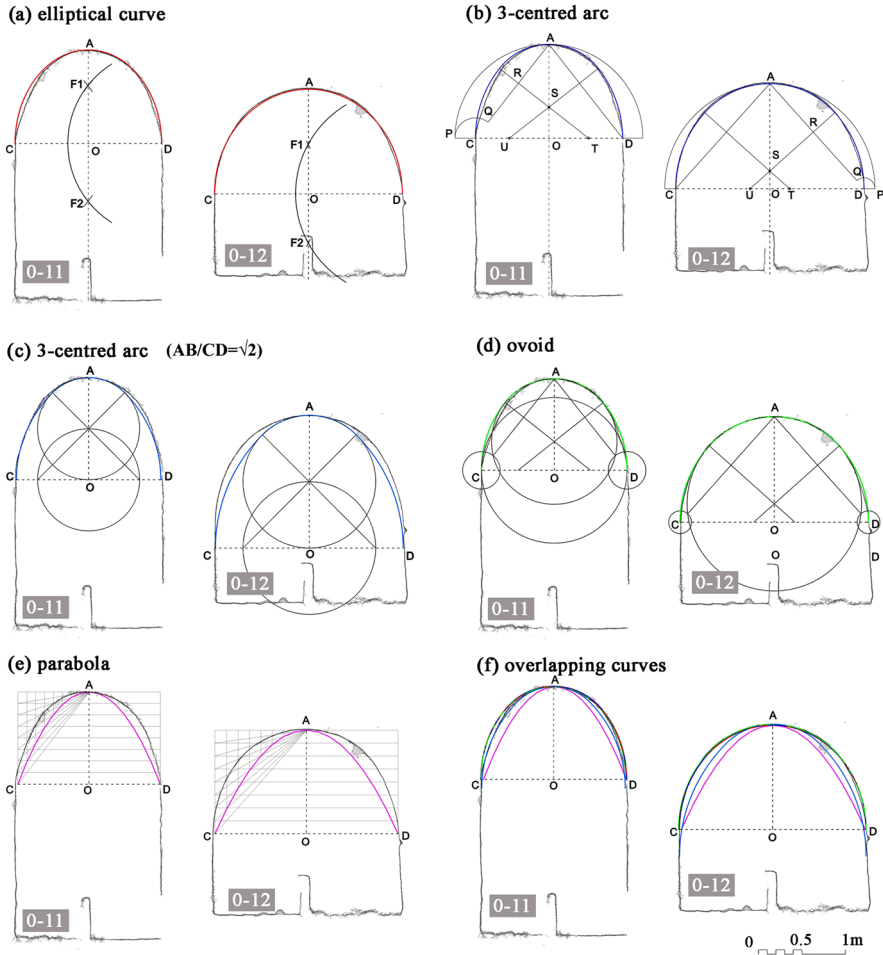 (a) elliptical curve
A
F1
C
O
D
F2
0-11
A
F1
C
O
D
F2
0-12
(b) 3-centred arc
A
R
Q
S
P
C
U
O
T
D
0-11
A
R
S
Q
C
U
O
T
D
P
0-12
(c) 3-centred arc (AB/CD=√2)
A
C
O
D
0-11
A
C
O
D
0-12
(d) ovoid
A
C
O
D
0-11
A
C
O
D
O
D
0-12
(e) parabola
A
C
O
D
0-11
A
C
O
D
0-12
(f) overlapping curves
A
C
O
D
0-11
A
C
O
D
0-12
0 0.5 1m